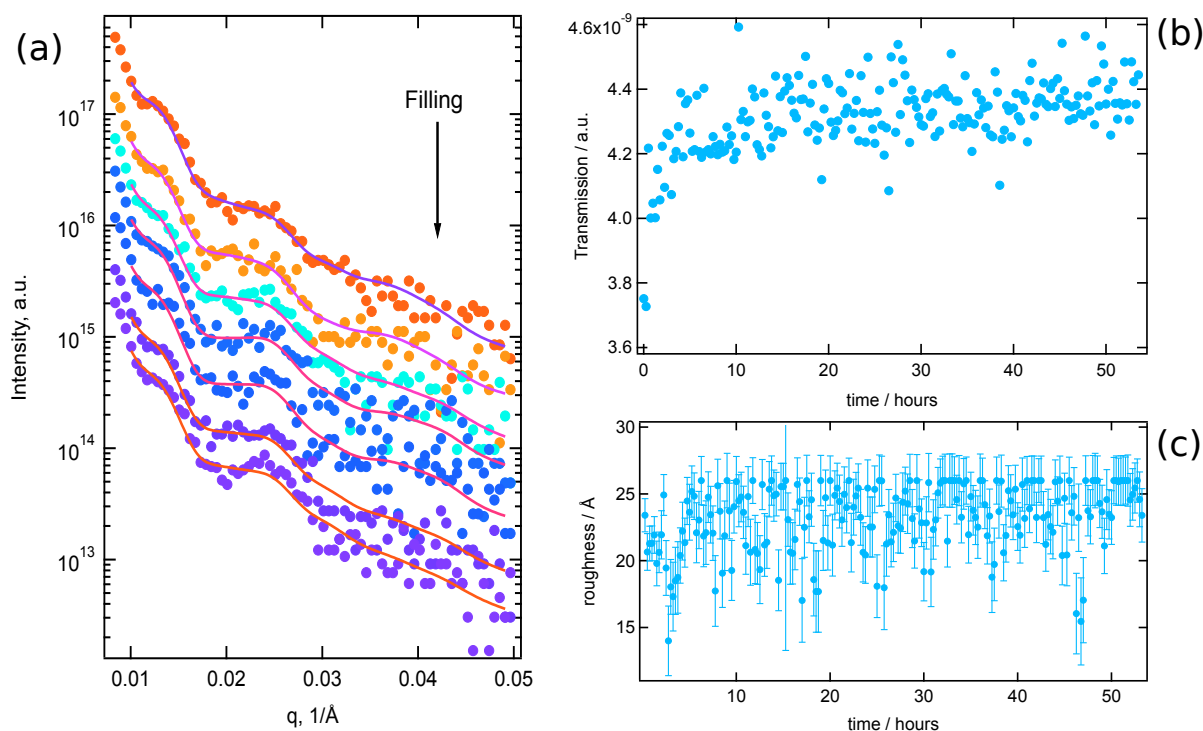 (a)
Filling
10^17
10^16
10^15
10^14
10^13
Intensity, a.u.
0.01 0.02 0.03 0.04 0.05
q, 1/Å
(b)
4.6x10^-9
4.4
4.2
4.0
3.8
3.6
Transmission / a.u.
0 10 20 30 40 50
time / hours
(c)
30
25
20
15
roughness / Å
10 20 30 40 50
time / hours